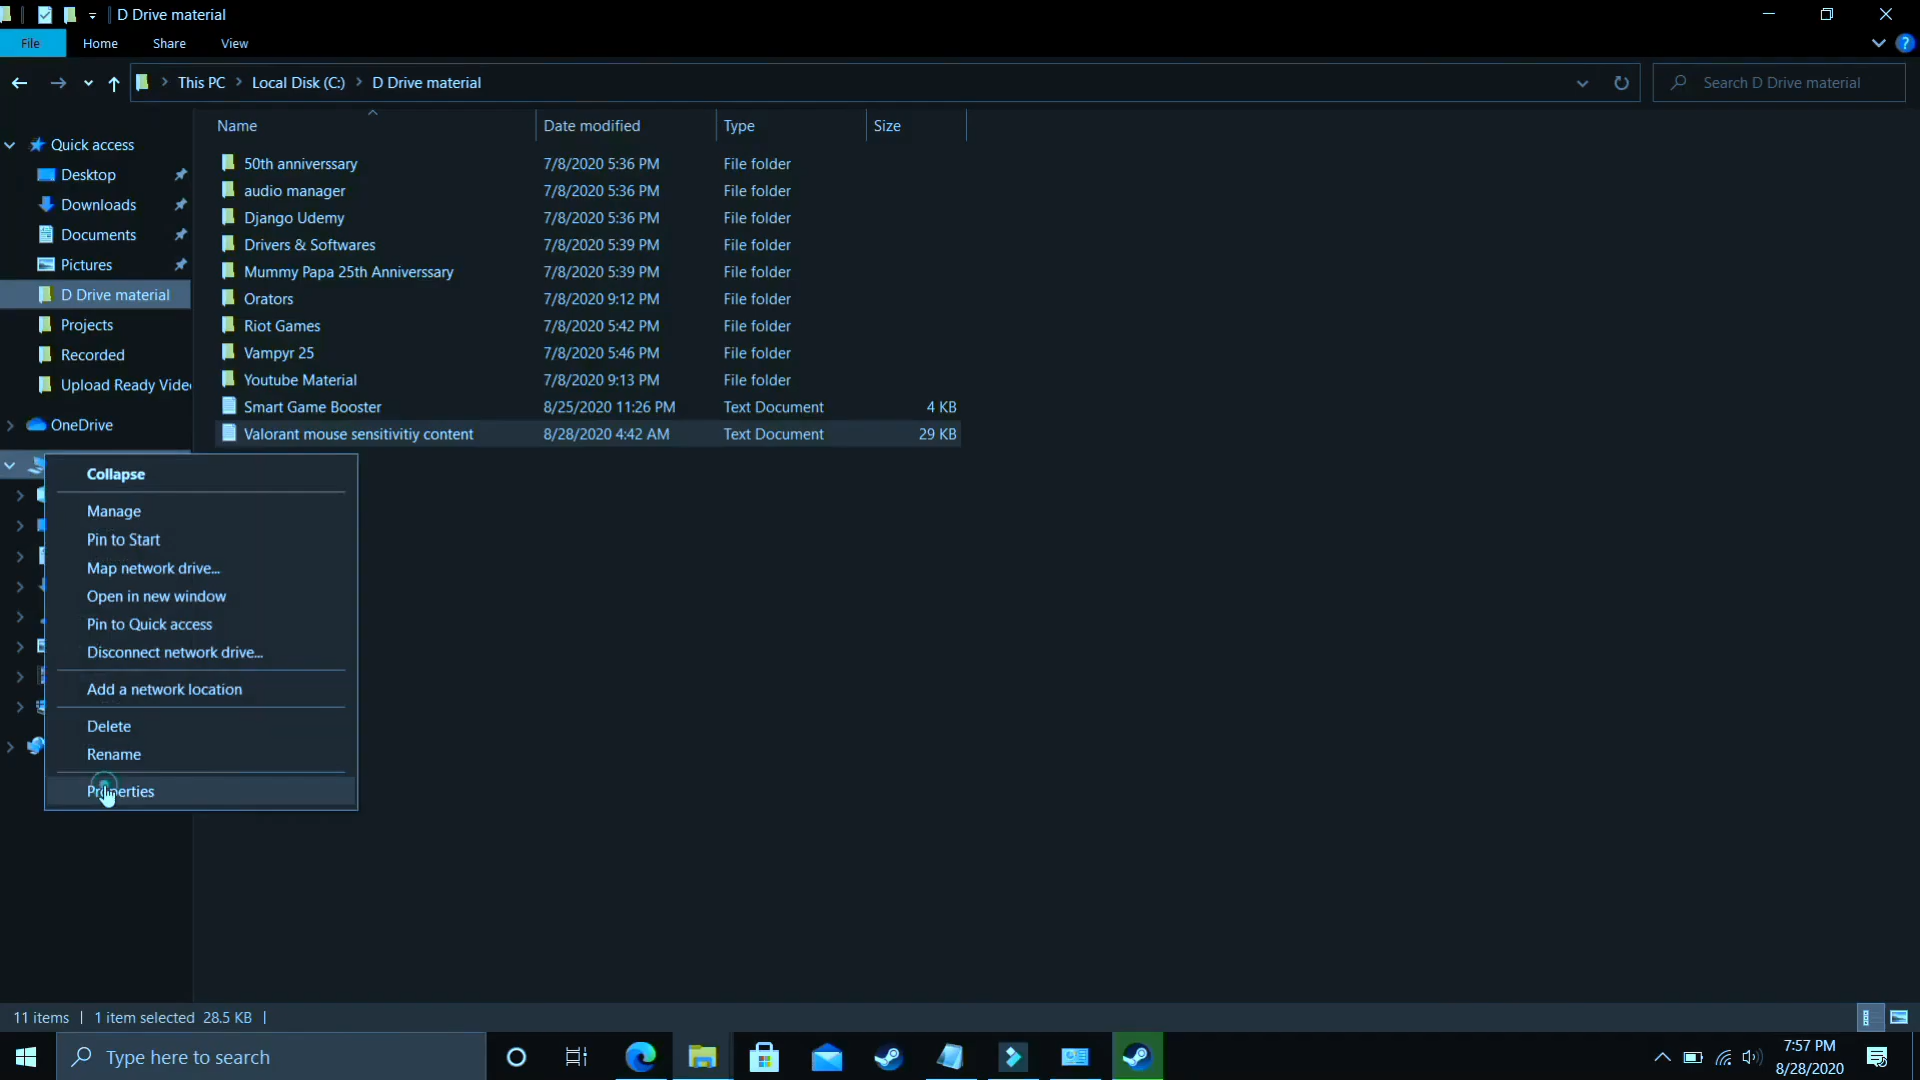 D Drive material
File Home Share View
This PC Local Disk (C:) D Drive material
Search D Drive material
Name Date modified Type Size
Quick access
Desktop
Downloads
Documents
Pictures
D Drive material
Projects
Recorded
Upload Ready Vide
OneDrive
50th anniverssary 7/8/2020 5:36 PM File folder
audio manager 7/8/2020 5:36 PM File folder
Django Udemy 7/8/2020 5:36 PM File folder
Drivers & Softwares 7/8/2020 5:39 PM File folder
Mummy Papa 25th Anniverssary 7/8/2020 5:39 PM File folder
Orators 7/8/2020 9:12 PM File folder
Riot Games 7/8/2020 5:42 PM File folder
Vampyr 25 7/8/2020 5:46 PM File folder
Youtube Material 7/8/2020 9:13 PM File folder
Smart Game Booster 8/25/2020 11:26 PM Text Document 4 KB
Valorant mouse sensitivitiy content 8/28/2020 4:42 AM Text Document 29 KB
Collapse
Manage
Pin to Start
Map network drive...
Open in new window
Pin to Quick access
Disconnect network drive...
Add a network location
Delete
Rename
Properties
11 items 1 item selected 28.5 KB
Type here to search
7:57 PM
8/28/2020